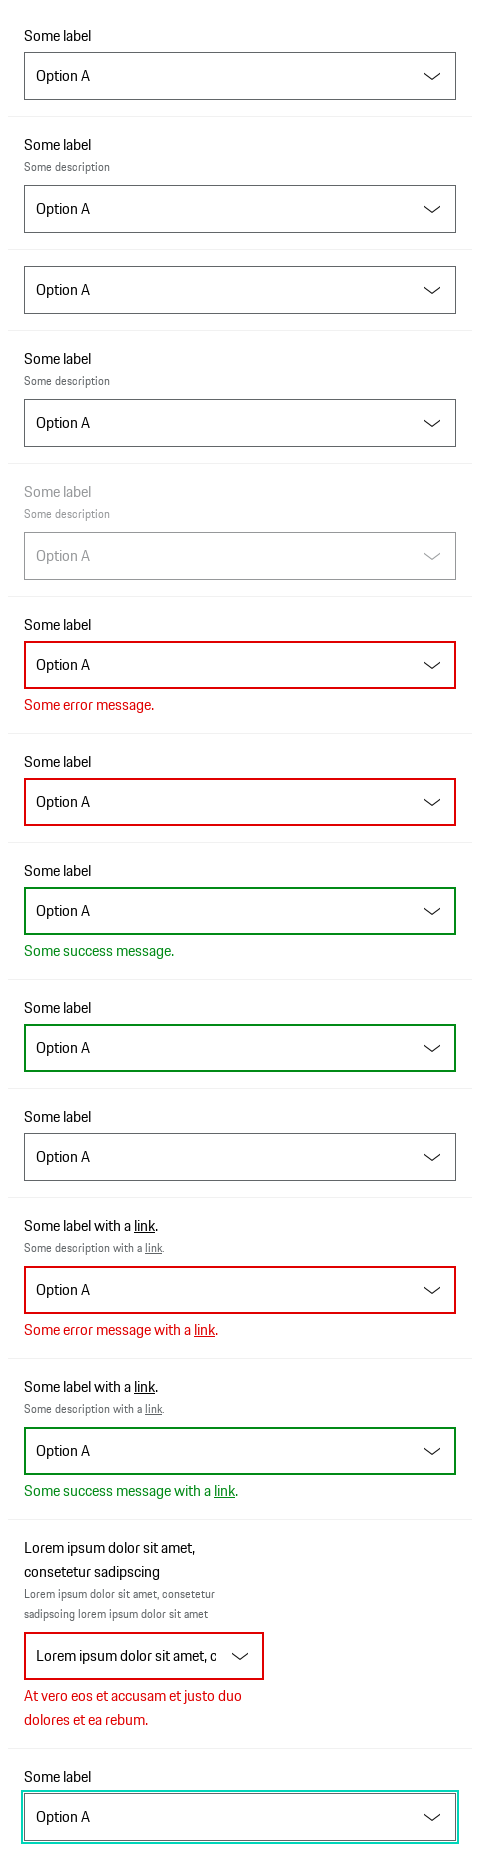 Some label
Option A
Some label
Some description
Option A
Option A
Some label
Some description
Option A
Some label
Some description
Option A
Some label
Option A
Some error message.
Some label
Option A
Some label
Option A
Some success message.
Some label
Option A
Some label
Option A
Some label with a link.
Some description with a link.
Option A
Some error message with a link.
Some label with a link.
Some description with a link.
Option A
Some success message with a link.
Lorem ipsum dolor sit amet,
consetetur sadipscing
Lorem ipsum dolor sit amet, consetetur
sadipscing lorem ipsum dolor sit amet
Lorem ipsum dolor sit amet, c
At vero eos et accusam et justo duo
dolores et ea rebum.
Some label
Option A